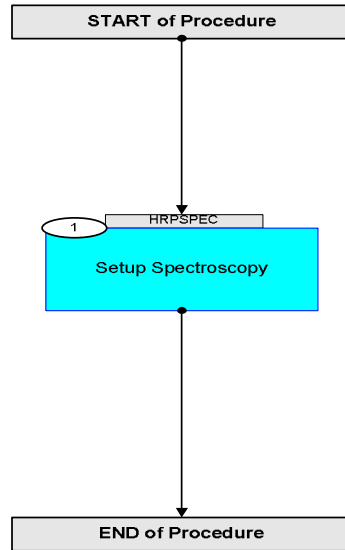 START of Procedure
HRPSPEC
1
Setup Spectroscopy
END of Procedure